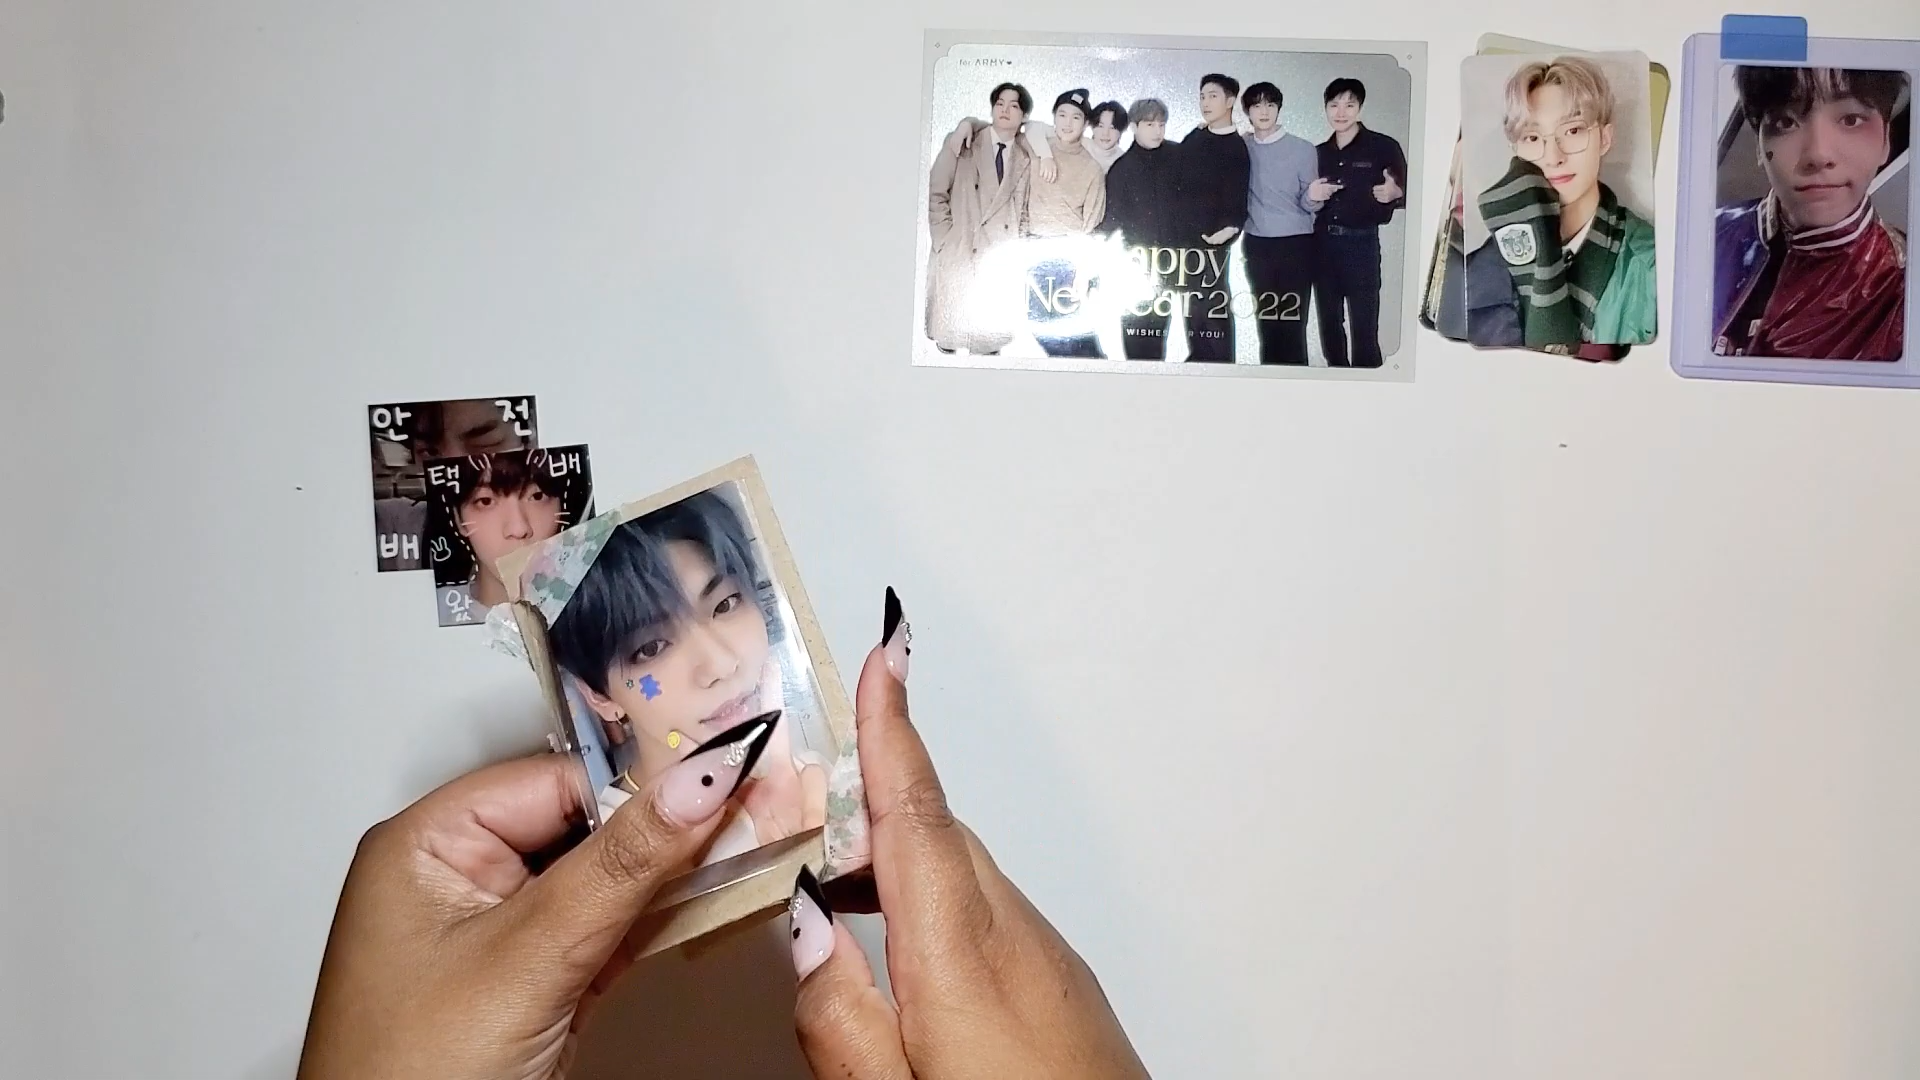 for ARMY
Happy
New Year 2022
WISHES FOR YOU!
안 전
택 배
배
왔